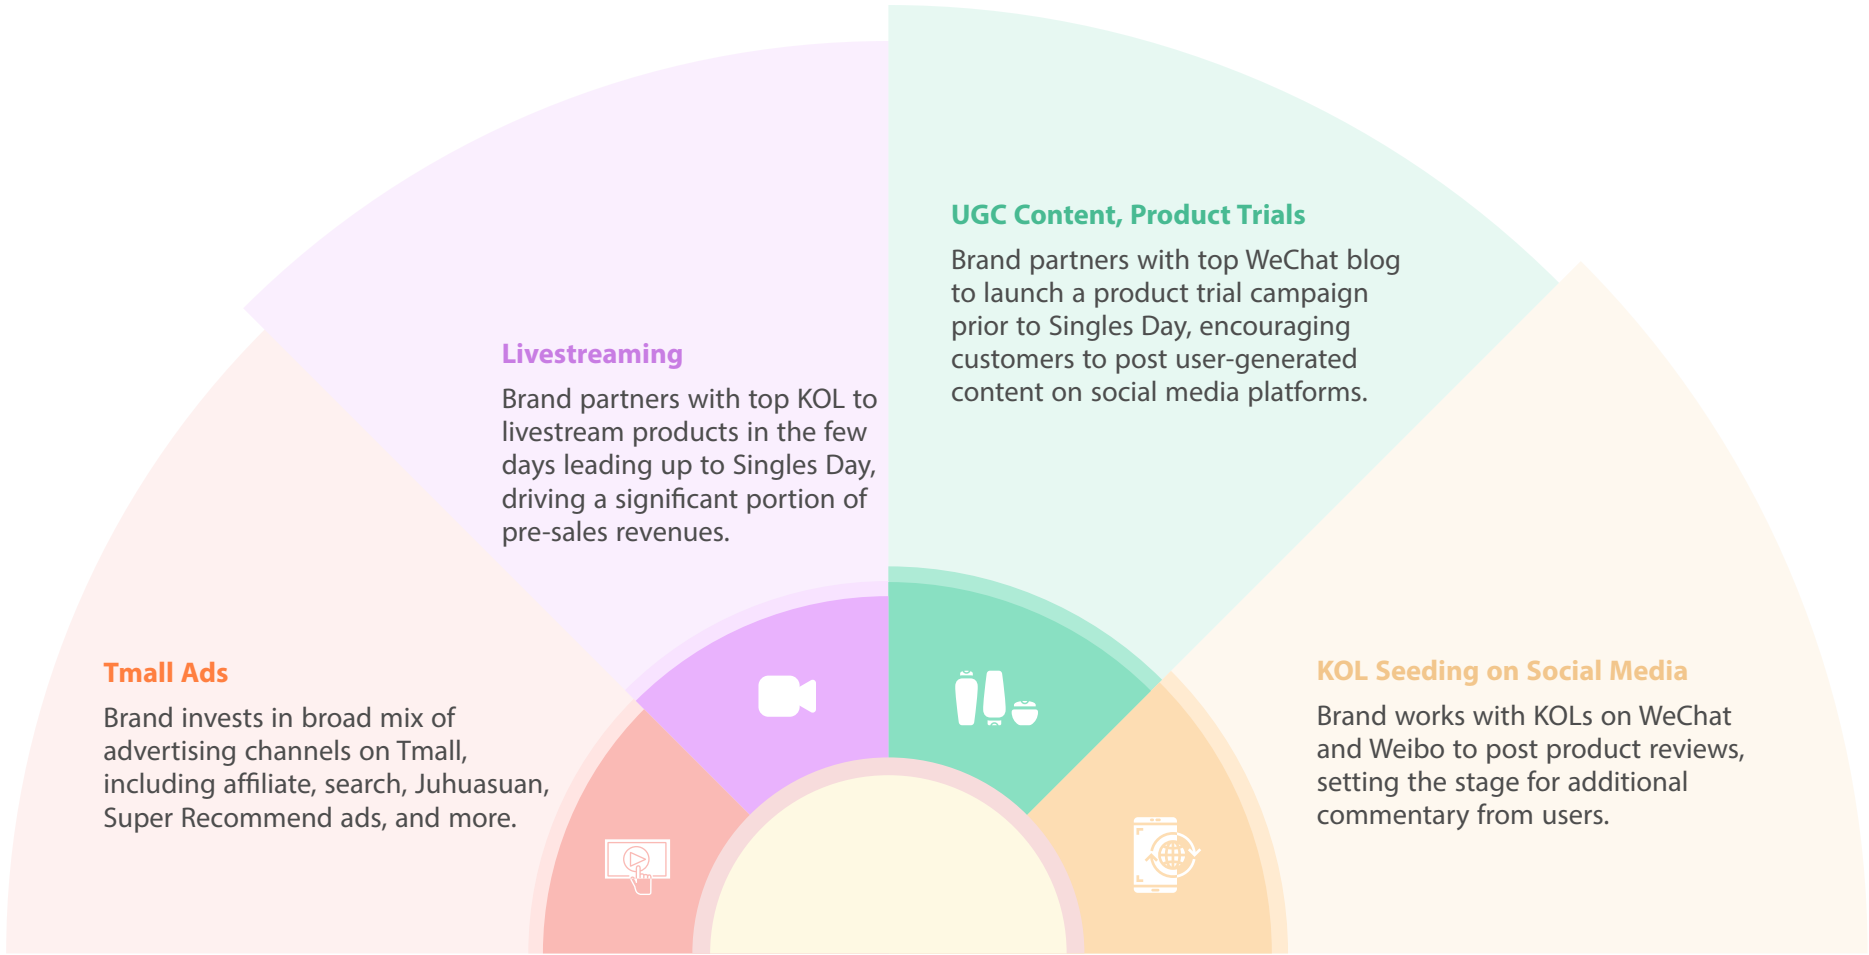 Tmall Ads
Brand invests in broad mix of
advertising channels on Tmall,
including affiliate, search, Juhuasuan,
Super Recommend ads, and more.
Livestreaming
Brand partners with top KOL to
livestream products in the few
days leading up to Singles Day,
driving a significant portion of
pre-sales revenues.
UGC Content, Product Trials
Brand partners with top WeChat blog
to launch a product trial campaign
prior to Singles Day, encouraging
customers to post user-generated
content on social media platforms.
KOL Seeding on Social Media
Brand works with KOLs on WeChat
and Weibo to post product reviews,
setting the stage for additional
commentary from users.